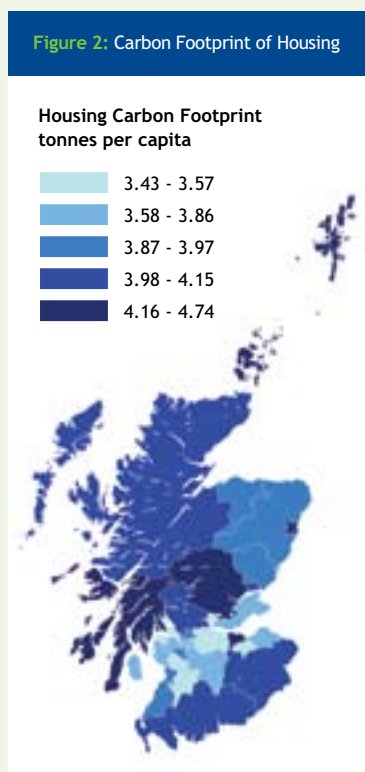 Figure 2: Carbon Footprint of Housing
Housing Carbon Footprint
tonnes per capita
3.43 - 3.57
3.58 - 3.86
3.87 - 3.97
3.98 - 4.15
4.16 - 4.74